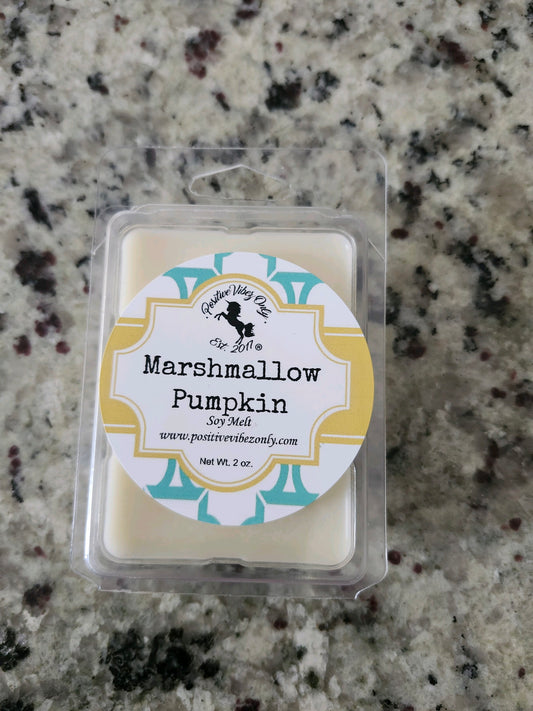 ·Positive Vibez Only·
Est. 2017®
Marshmallow
Pumpkin
Soy Melt
www.positivevibezonly.com
Net Wt. 2 oz.